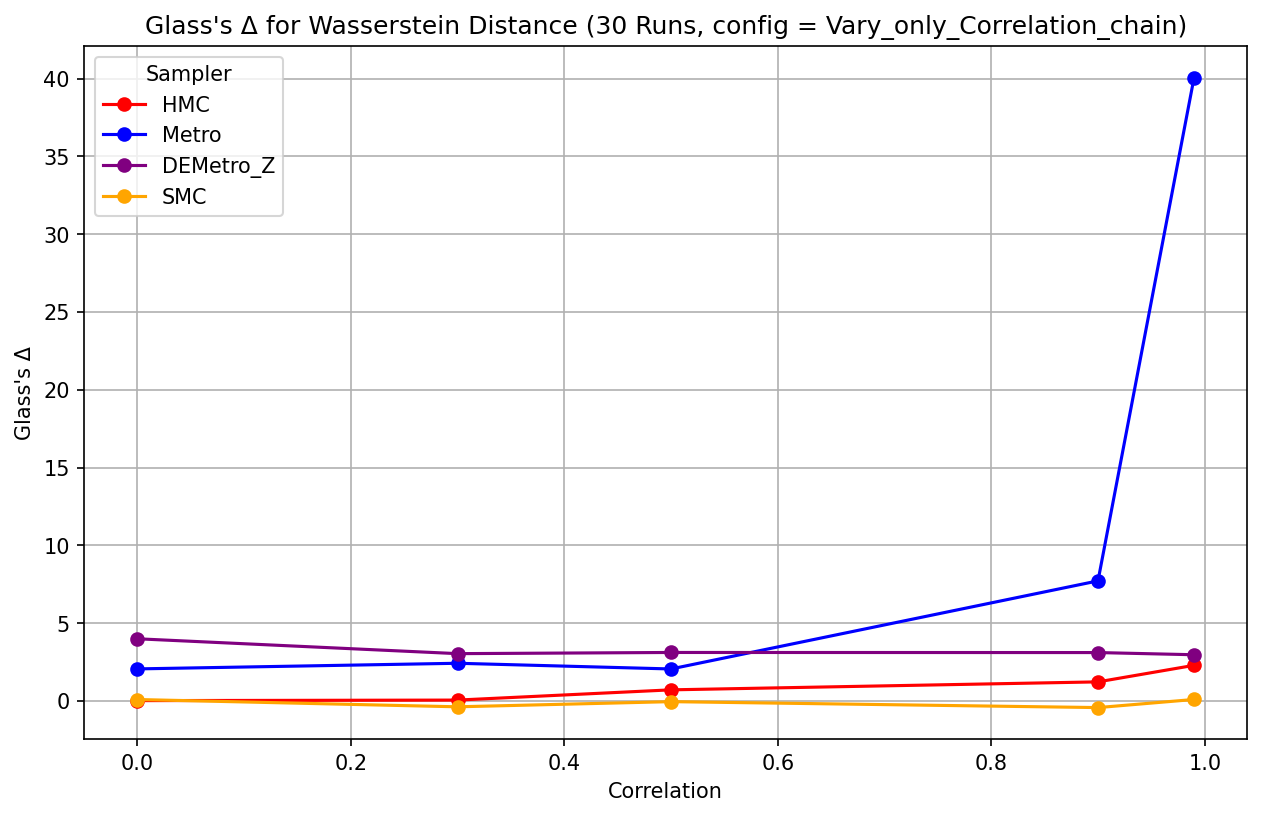 Glass's Δ for Wasserstein Distance (30 Runs, config = Vary_only_Correlation_chain)
Sampler
HMC
Metro
DEMetro_Z
SMC
Glass's Δ
40
35
30
25
20
15
10
5
0
0.0 0.2 0.4 0.6 0.8 1.0
Correlation